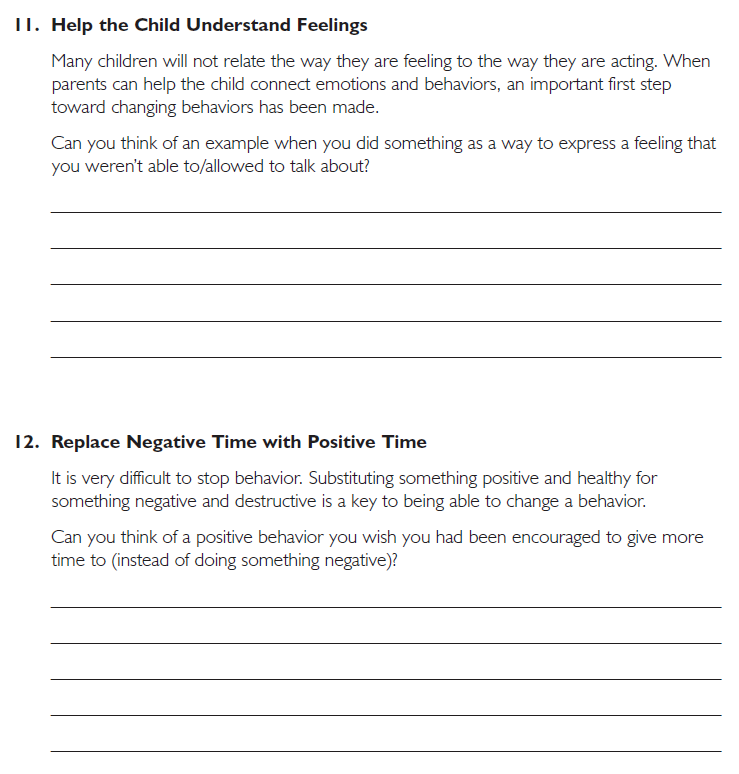 11. Help the Child Understand Feelings
Many children will not relate the way they are feeling to the way they are acting. When
parents can help the child connect emotions and behaviors, an important first step
toward changing behaviors has been made.
Can you think of an example when you did something as a way to express a feeling that
you weren't able to/allowed to talk about?
12. Replace Negative Time with Positive Time
It is very difficult to stop behavior. Substituting something positive and healthy for
something negative and destructive is a key to being able to change a behavior.
Can you think of a positive behavior you wish you had been encouraged to give more
time to (instead of doing something negative)?